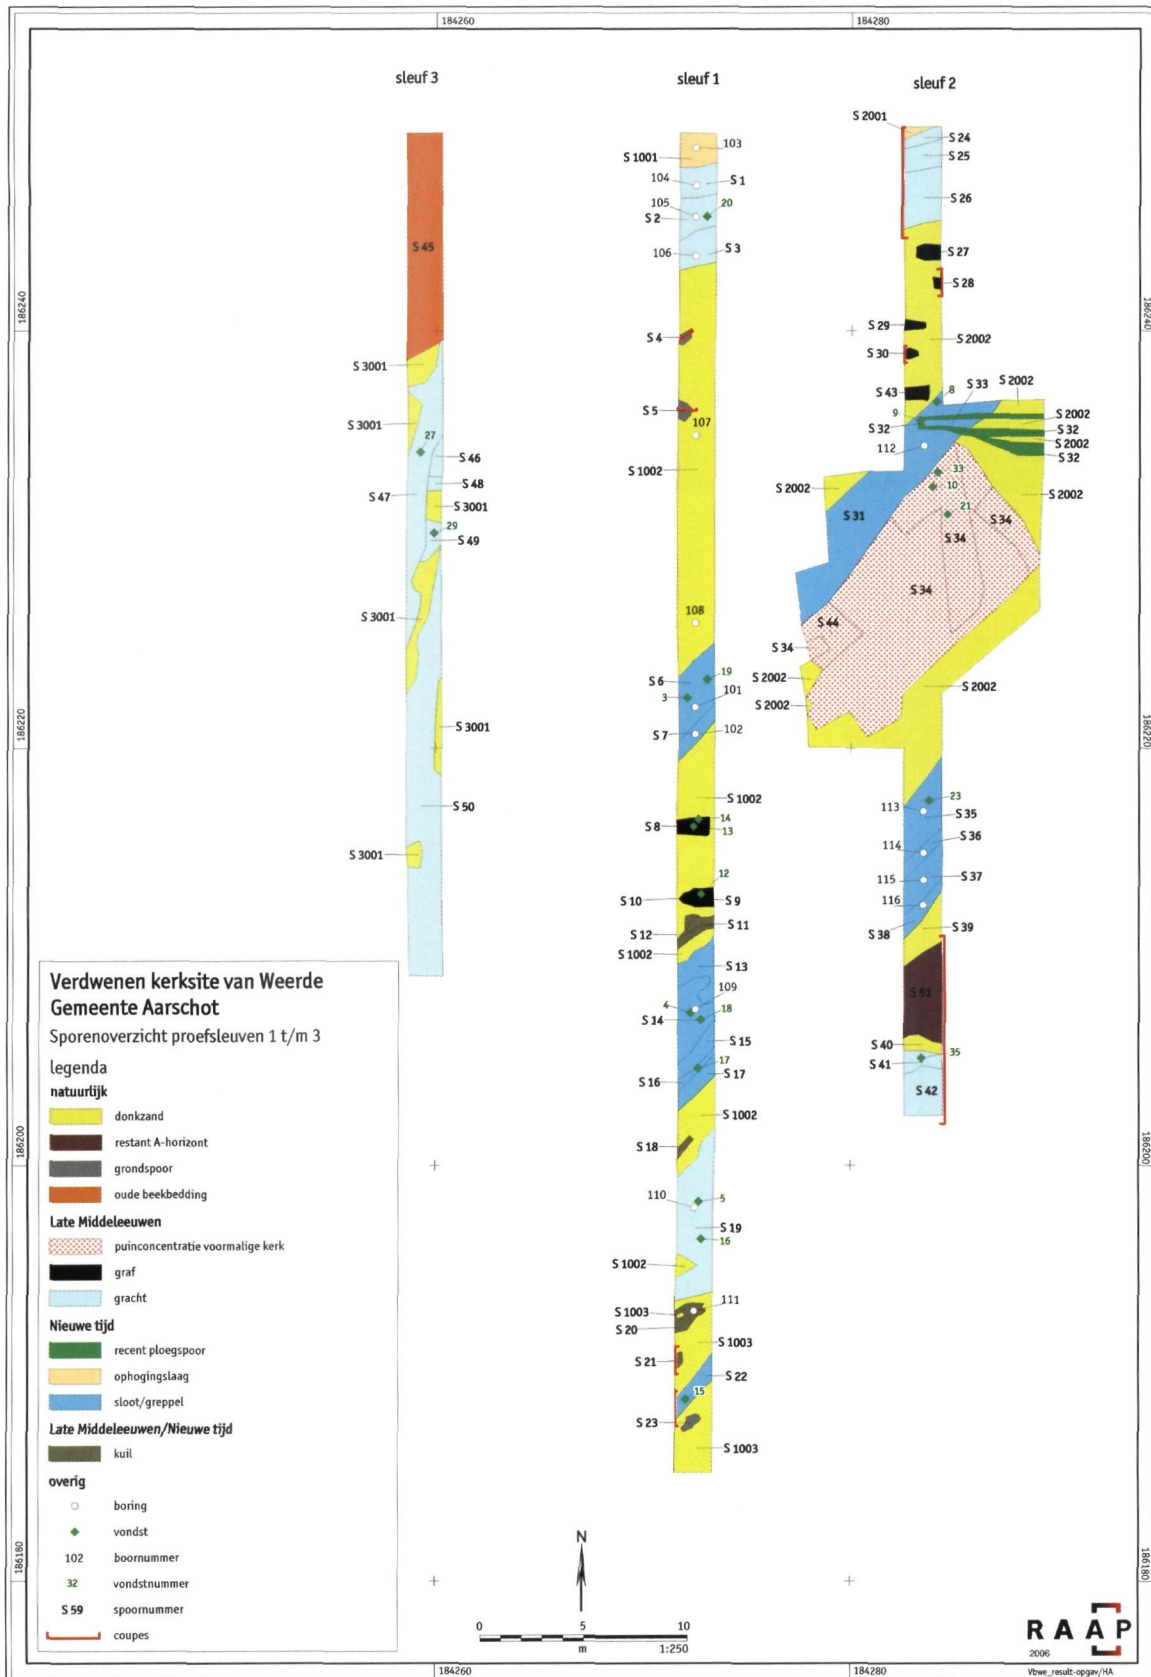 184260
184280
sleuf 3
sleuf 1
sleuf 2
S 2001
S 24
S 25
S 26
103
S 1001
104
S 1
105
20
S 2
106
S 3
S 45
S 27
S 28
186240
186240
S 29
S 4
S 2002
S 30
S 3001
S 43
8
S 33
S 2002
S 5
9
S 2002
S 3001
107
S 32
S 32
27
112
S 2002
S 46
S 32
S 1002
33
S 48
10
S 2002
S 47
S 2002
S 3001
S 31
21
S 34
29
S 34
S 49
S 34
S 3001
108
S 44
S 34
S 6
19
S 2002
101
S 2002
3
S 2002
186220
186220
S 3001
S 7
102
S 1002
23
S 50
113
S 35
14
S 8
13
S 36
114
S 3001
12
115
S 37
S 10
S 9
116
S 11
S 12
S 38
S 39
S 1002
S 13
109
S 51
4
18
S 14
S 15
S 40
35
17
S 41
S 16
S 17
S 42
S 1002
S 18
186200
186200
110
5
S 19
16
S 1002
111
S 1003
S 20
S 1003
S 21
S 22
15
S 23
S 1003
Verdwenen kerksite van Weerde
Gemeente Aarschot
Sporenoverzicht proefsleuven 1 t/m 3
legenda
natuurlijk
donkzand
restant A-horizont
grondspoor
oude beekbedding
Late Middeleeuwen
puinconcentratie voormalige kerk
graf
gracht
Nieuwe tijd
recent ploegspoor
ophogingslaag
sloot/greppel
Late Middeleeuwen/Nieuwe tijd
kuil
overig
boring
vondst
102 boornummer
32 vondstnummer
S 59 spoornummer
coupes
186180
186180
N
0 5 10
m 1:250
RAAP
2006
Vbwe_result-opgav/HA
184260
184280